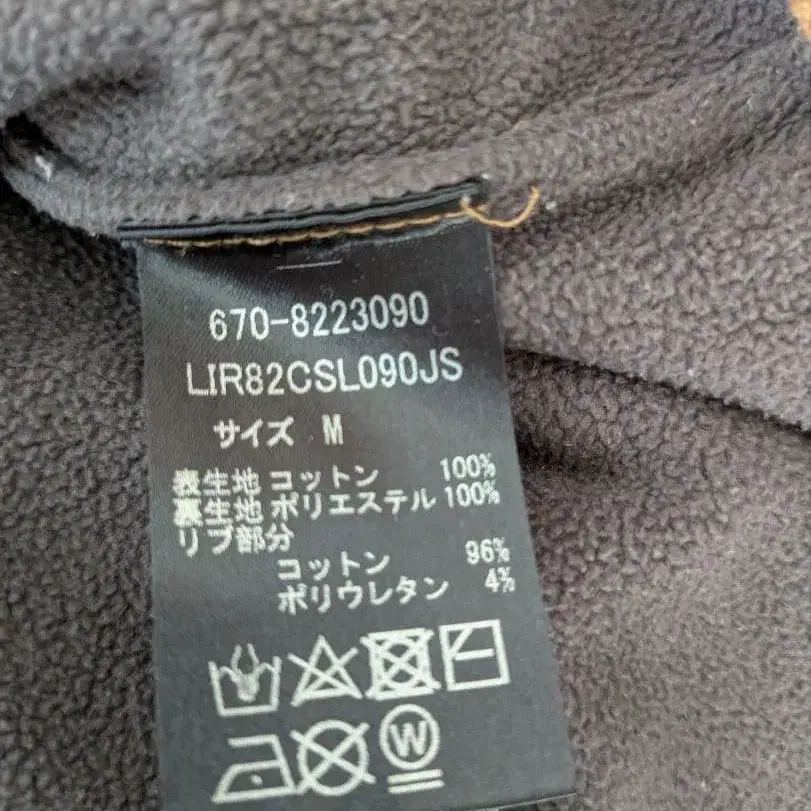 670-8223090
LIR82CSL090JS
サイズ M
表生地 コットン 100%
裏生地 ポリエステル 100%
リブ部分
コットン 96%
ポリウレタン 4%
W